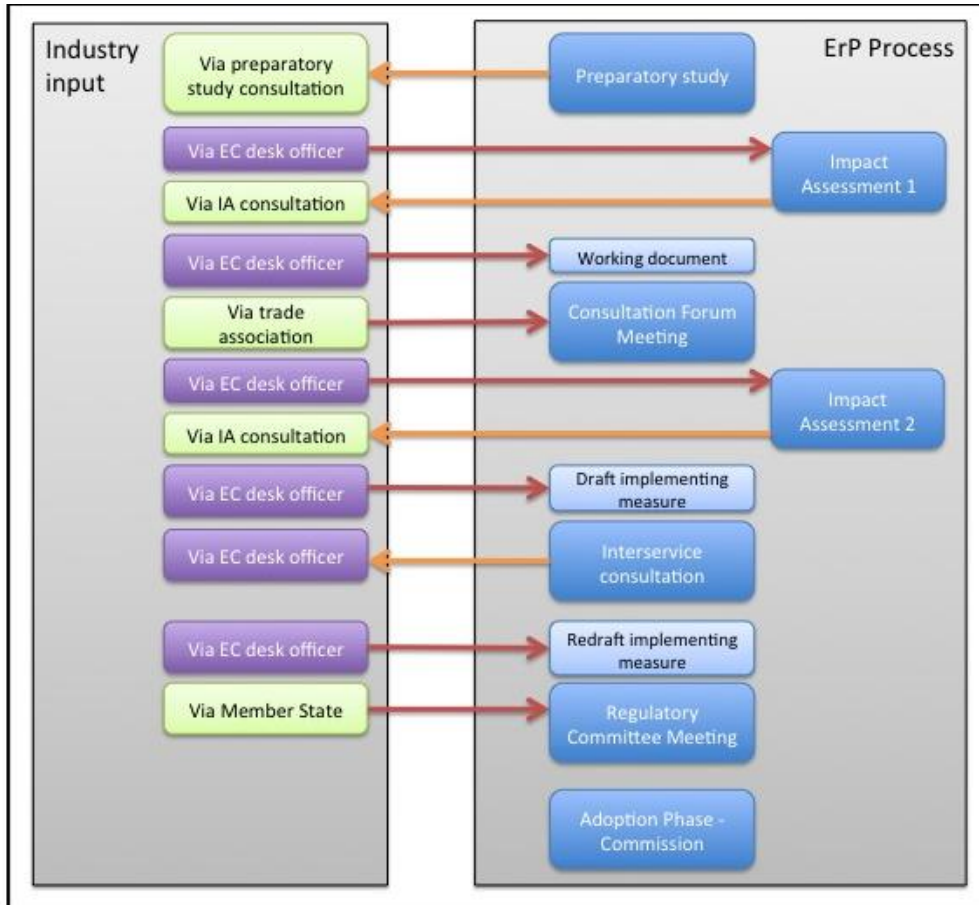 Industry
input
ErP Process
Via preparatory
study consultation
Preparatory study
Via EC desk officer
Impact
Assessment 1
Via IA consultation
Via EC desk officer
Working document
Via trade
association
Consultation Forum
Meeting
Via EC desk officer
Impact
Assessment 2
Via IA consultation
Via EC desk officer
Draft implementing
measure
Via EC desk officer
Interservice
consultation
Via EC desk officer
Redraft implementing
measure
Via Member State
Regulatory
Committee Meeting
Adoption Phase -
Commission